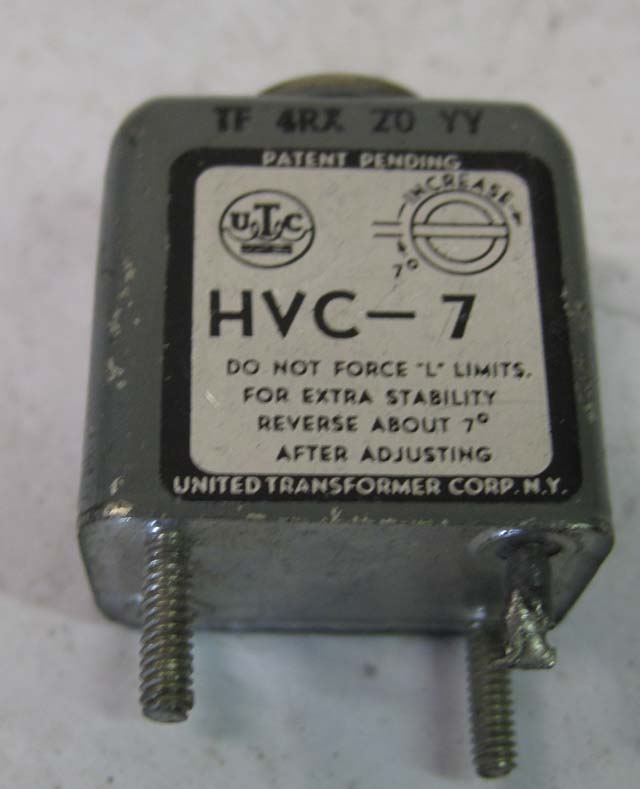 TF 4RX 20 YY
PATENT PENDING
UTC
INCREASE
7°
HVC-7
DO NOT FORCE "L" LIMITS.
FOR EXTRA STABILITY
REVERSE ABOUT 7°
AFTER ADJUSTING
UNITED TRANSFORMER CORP. N.Y.